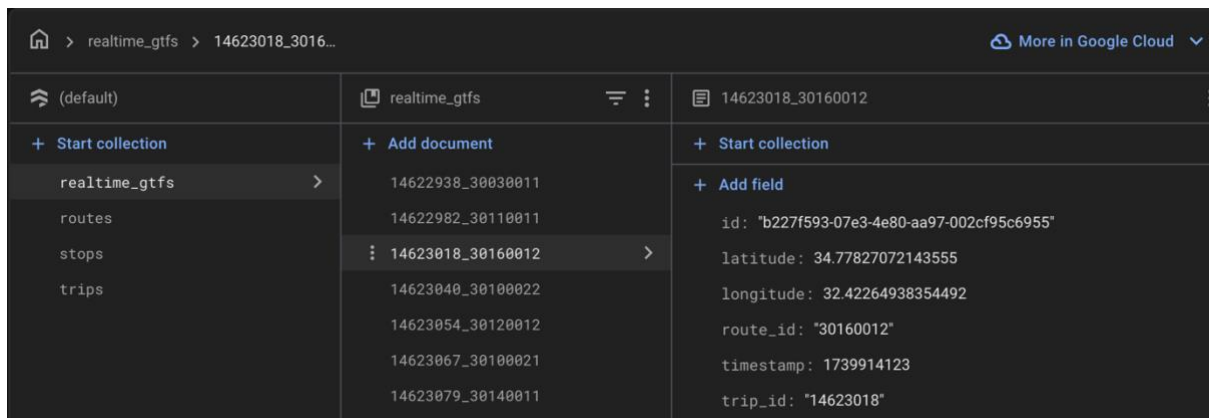 > realtime_gtfs > 14623018_3016…
More in Google Cloud
(default)
+ Start collection
realtime_gtfs >
routes
stops
trips
realtime_gtfs
+ Add document
14622938_30030011
14622982_30110011
14623018_30160012 >
14623040_30100022
14623054_30120012
14623067_30100021
14623079_30140011
14623018_30160012
+ Start collection
+ Add field
id: "b227f593-07e3-4e80-aa97-002cf95c6955"
latitude: 34.77827072143555
longitude: 32.42264938354492
route_id: "30160012"
timestamp: 1739914123
trip_id: "14623018"